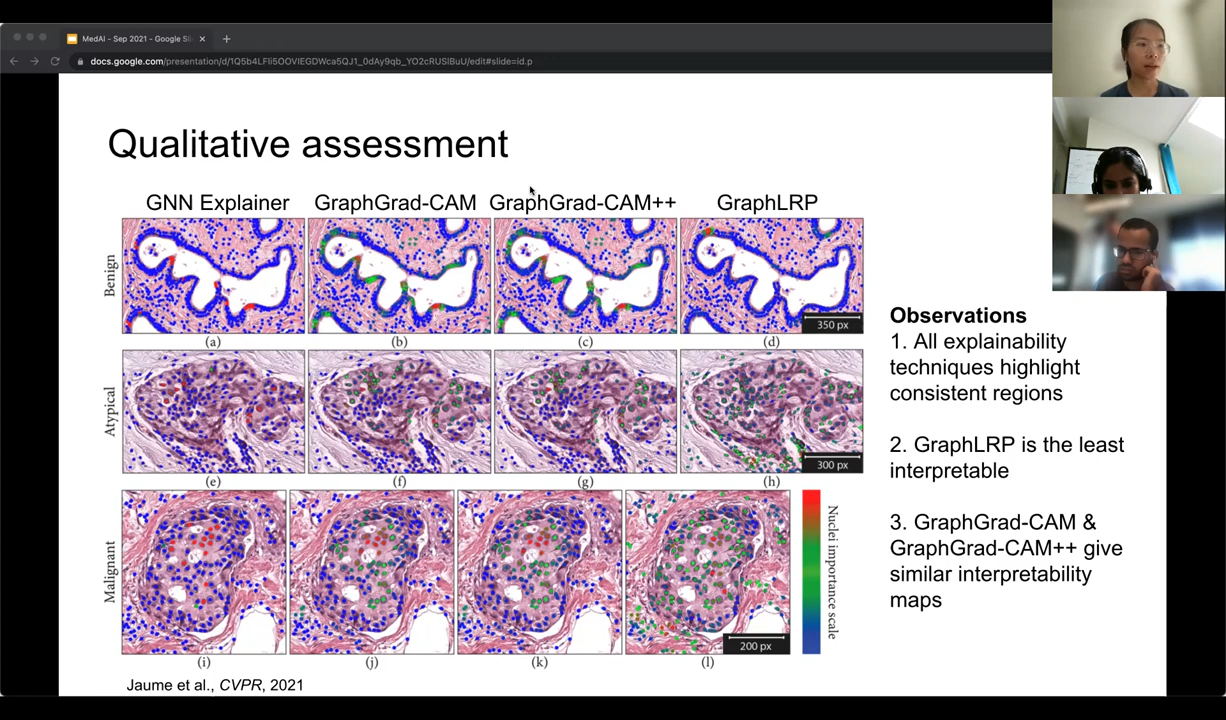 MedAI - Sep 2021 - Google Sli
docs.google.com/presentation/d/1Q5b4LFIi5OOVIEGDWca5QJ1_0dAy9qb_YO2cRUSIBuU/edit#slide=id.p
Qualitative assessment
GNN Explainer GraphGrad-CAM GraphGrad-CAM++ GraphLRP
Benign
350 px
(a) (b) (c) (d)
Atypical
300 px
(e) (f) (g) (h)
Malignant
200 px
(i) (j) (k) (l)
Nuclei importance scale
Observations
1. All explainability
techniques highlight
consistent regions
2. GraphLRP is the least
interpretable
3. GraphGrad-CAM &
GraphGrad-CAM++ give
similar interpretability
maps
Jaume et al., CVPR, 2021